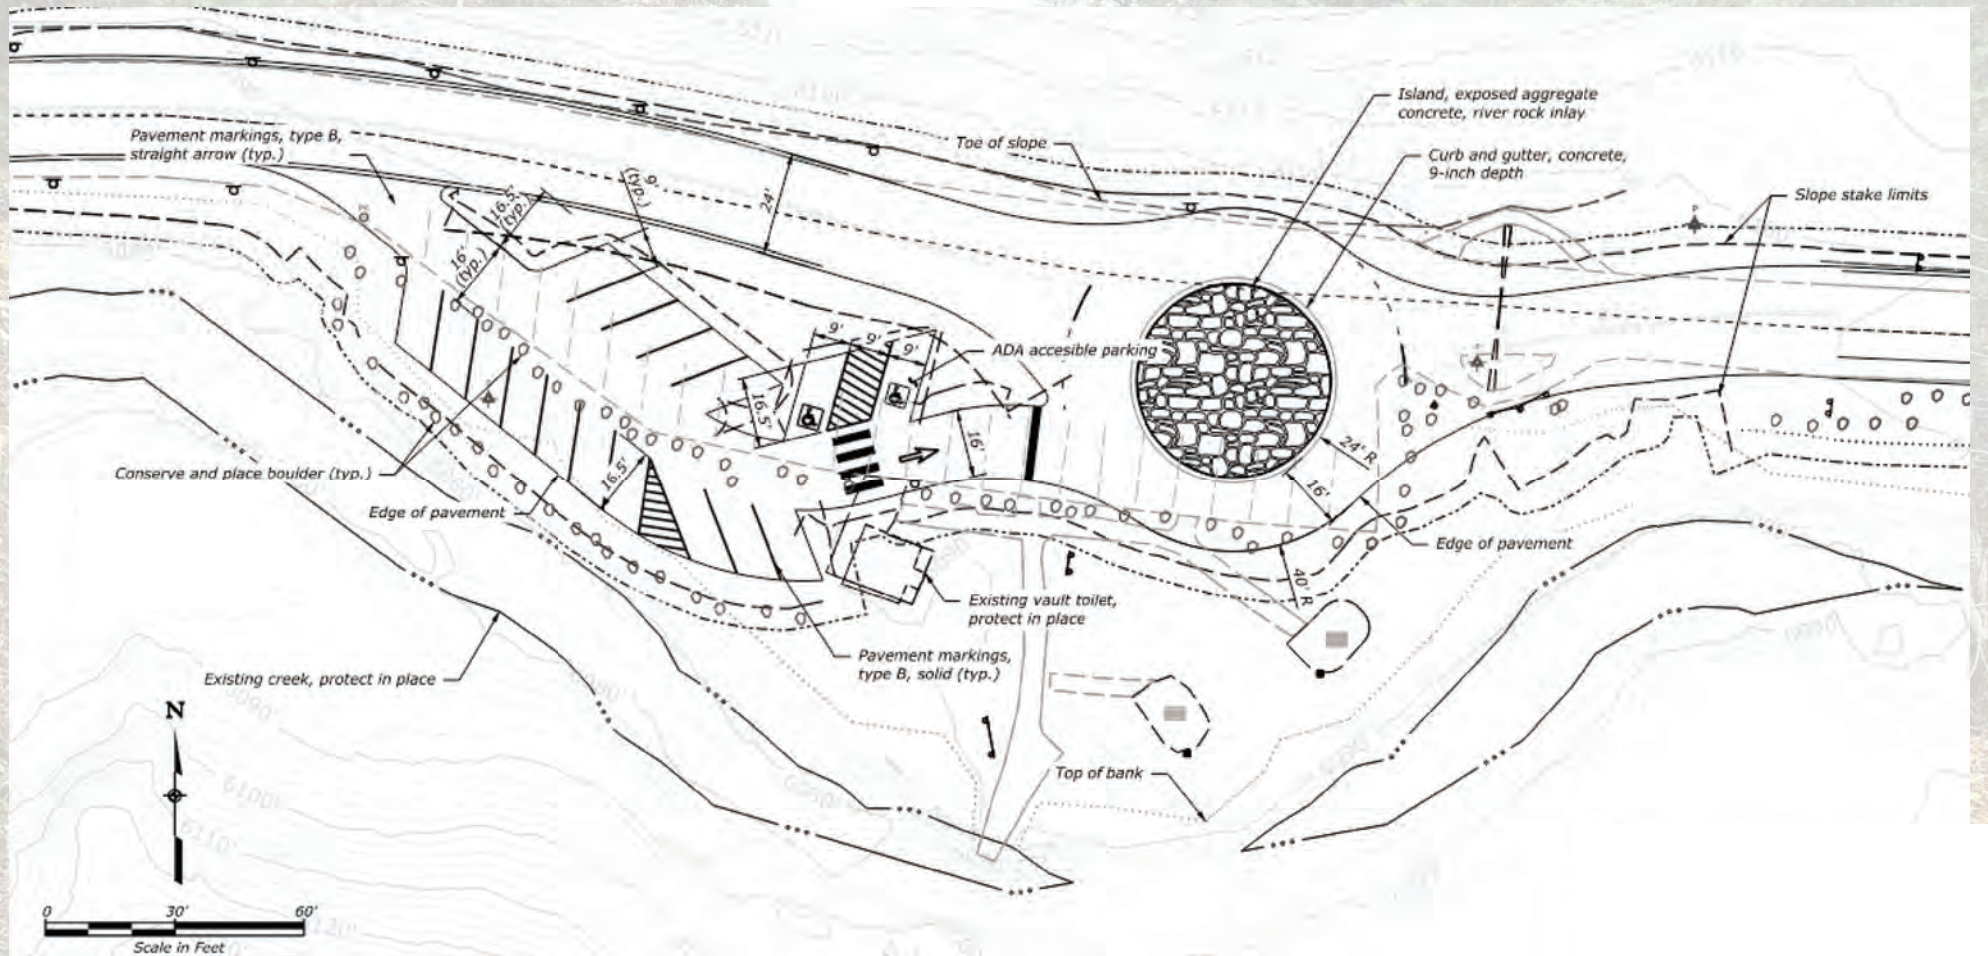 Island, exposed aggregate
concrete, river rock inlay
Pavement markings, type B,
straight arrow (typ.)
Toe of slope
Curb and gutter, concrete,
9-inch depth
Slope stake limits
16.5'
(typ.)
9'
(typ.)
24'
16'
(typ.)
9'
9'
9'
ADA accesible parking
16.5'
16'
24' R
16'
Conserve and place boulder (typ.)
16.5'
Edge of pavement
Edge of pavement
40' R
Existing vault toilet,
protect in place
Pavement markings,
type B, solid (typ.)
Existing creek, protect in place
N
Top of bank
6090'
6100'
6110'
0
30'
60'
Scale in Feet